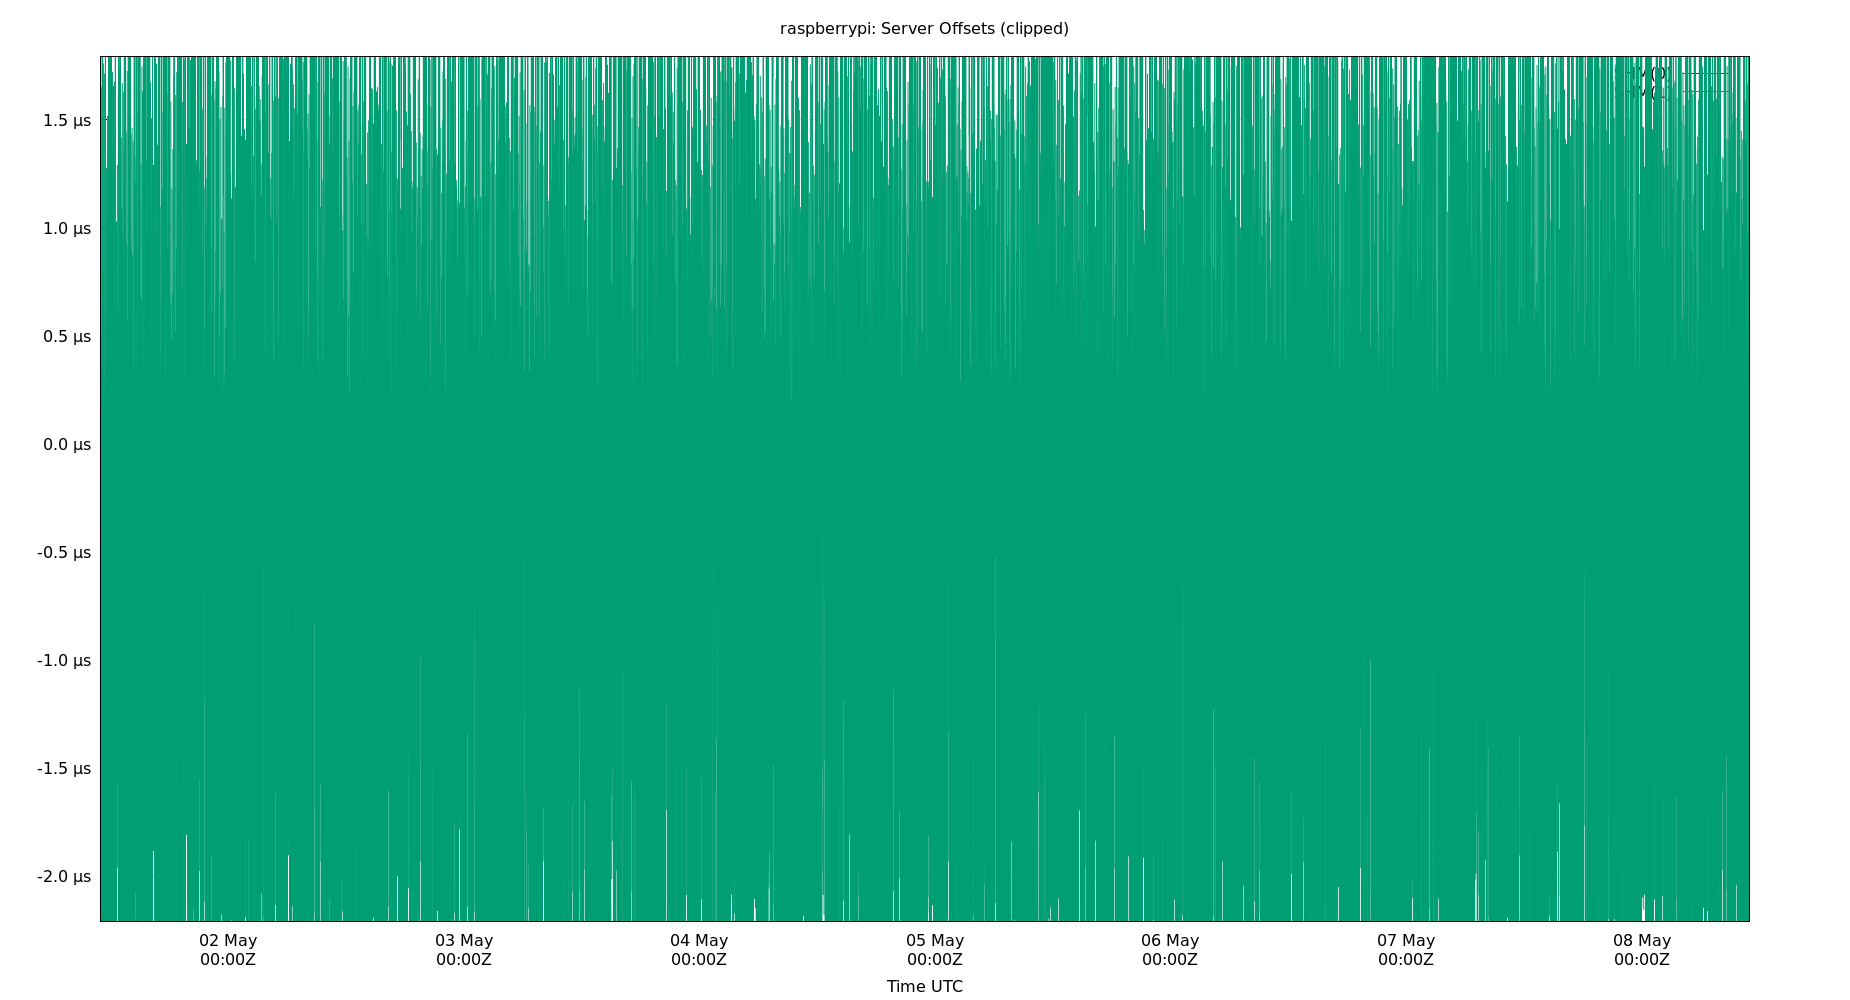 raspberrypi: Server Offsets (clipped)
1.5 µs
1.0 µs
0.5 µs
0.0 µs
-0.5 µs
-1.0 µs
-1.5 µs
-2.0 µs
02 May 03 May 04 May 05 May 06 May 07 May 08 May
00:00Z 00:00Z 00:00Z 00:00Z 00:00Z 00:00Z 00:00Z
Time UTC